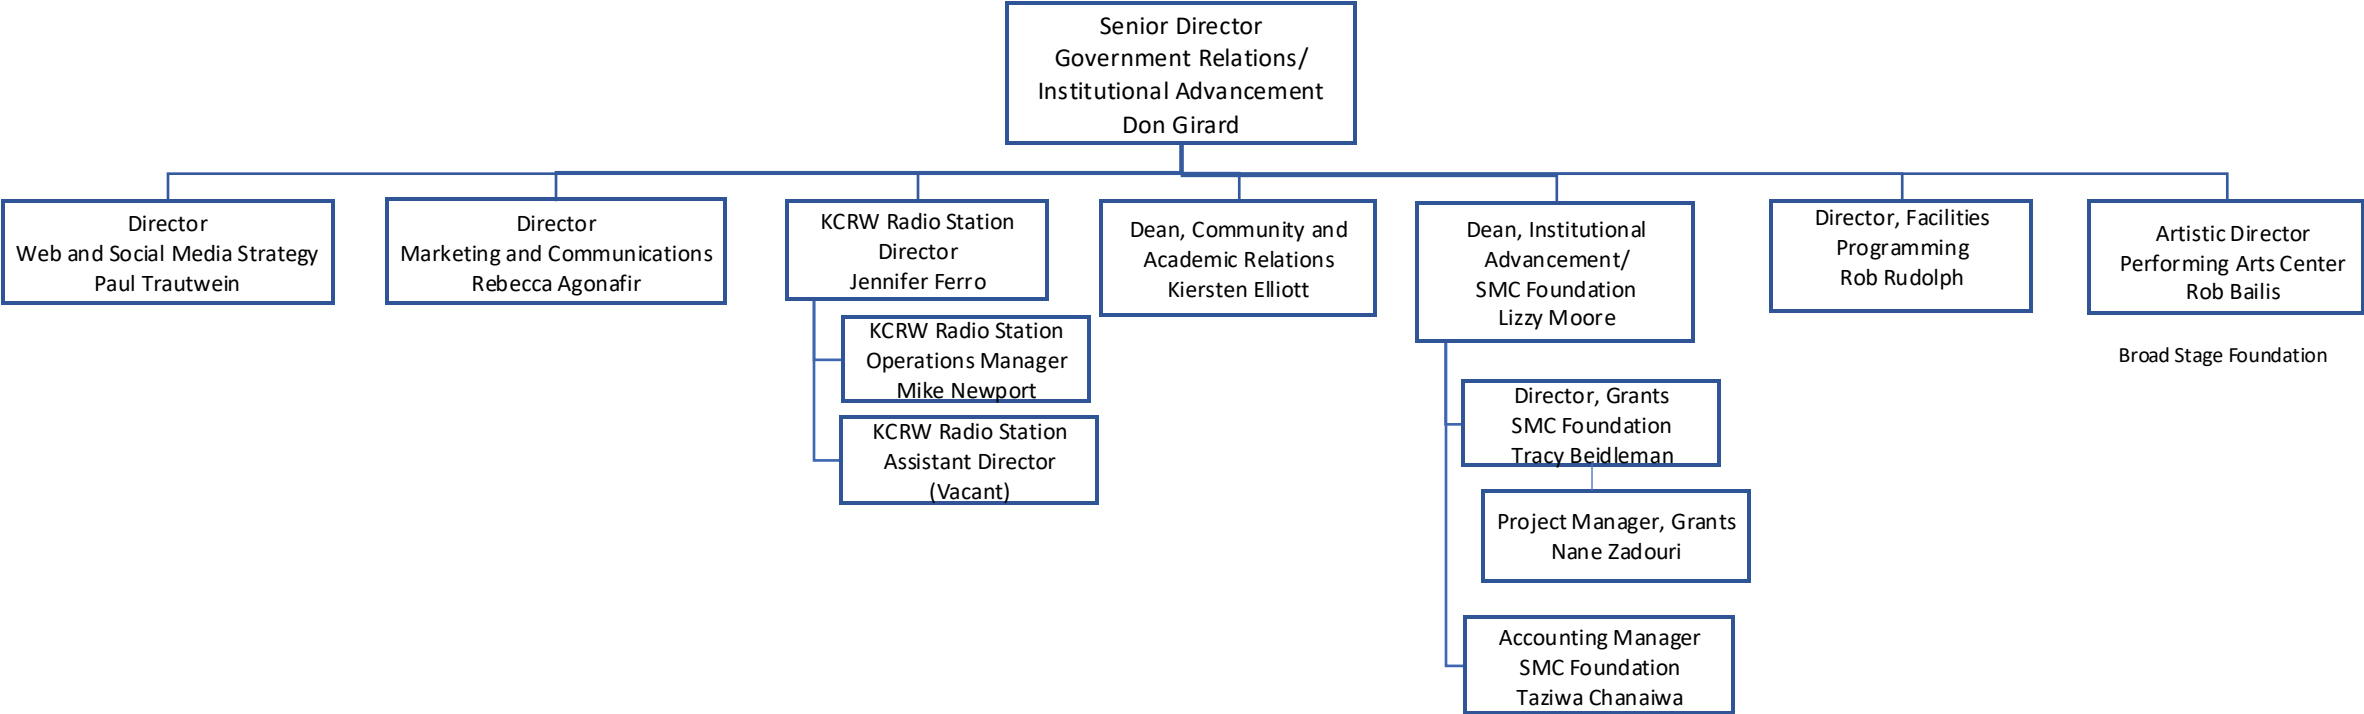 Senior Director
Government Relations/
Institutional Advancement
Don Girard
Director
Web and Social Media Strategy
Paul Trautwein
Director
Marketing and Communications
Rebecca Agonafir
KCRW Radio Station
Director
Jennifer Ferro
KCRW Radio Station
Operations Manager
Mike Newport
KCRW Radio Station
Assistant Director
(Vacant)
Dean, Community and
Academic Relations
Kiersten Elliott
Dean, Institutional
Advancement/
SMC Foundation
Lizzy Moore
Director, Grants
SMC Foundation
Tracy Beidleman
Project Manager, Grants
Nane Zadouri
Accounting Manager
SMC Foundation
Taziwa Chanaiwa
Director, Facilities
Programming
Rob Rudolph
Artistic Director
Performing Arts Center
Rob Bailis
Broad Stage Foundation